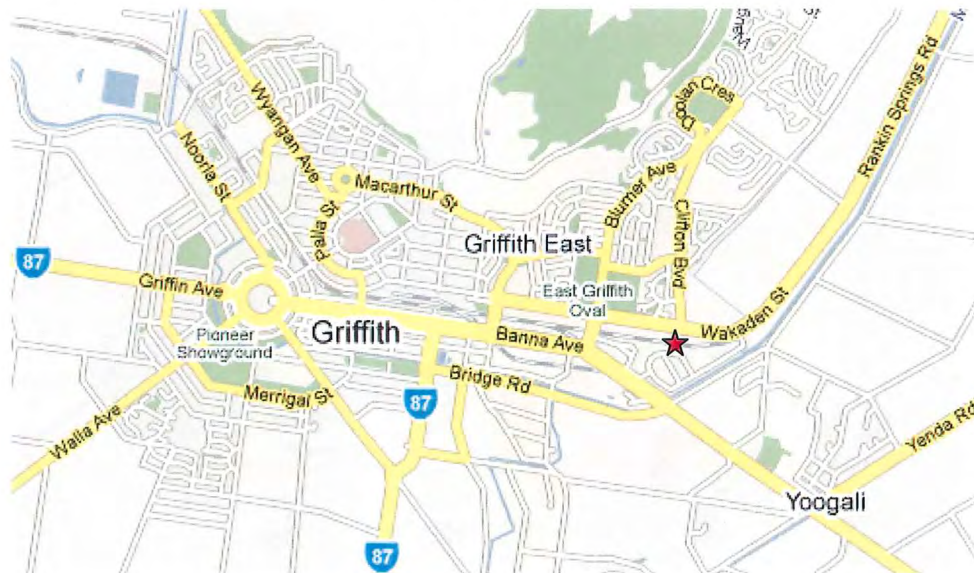 Wyangan Ave
Noorla St
Doolan Cres
Rankin Springs Rd
Blumer Ave
Macarthur St
Palla St
Clifton Bvd
Griffith East
87
Griffin Ave
East Griffith
Oval
Wakaden St
Pioneer
Showground
Griffith
Banna Ave
Bridge Rd
87
Merrigal St
Walla Ave
Yenda Rd
Yoogali
87